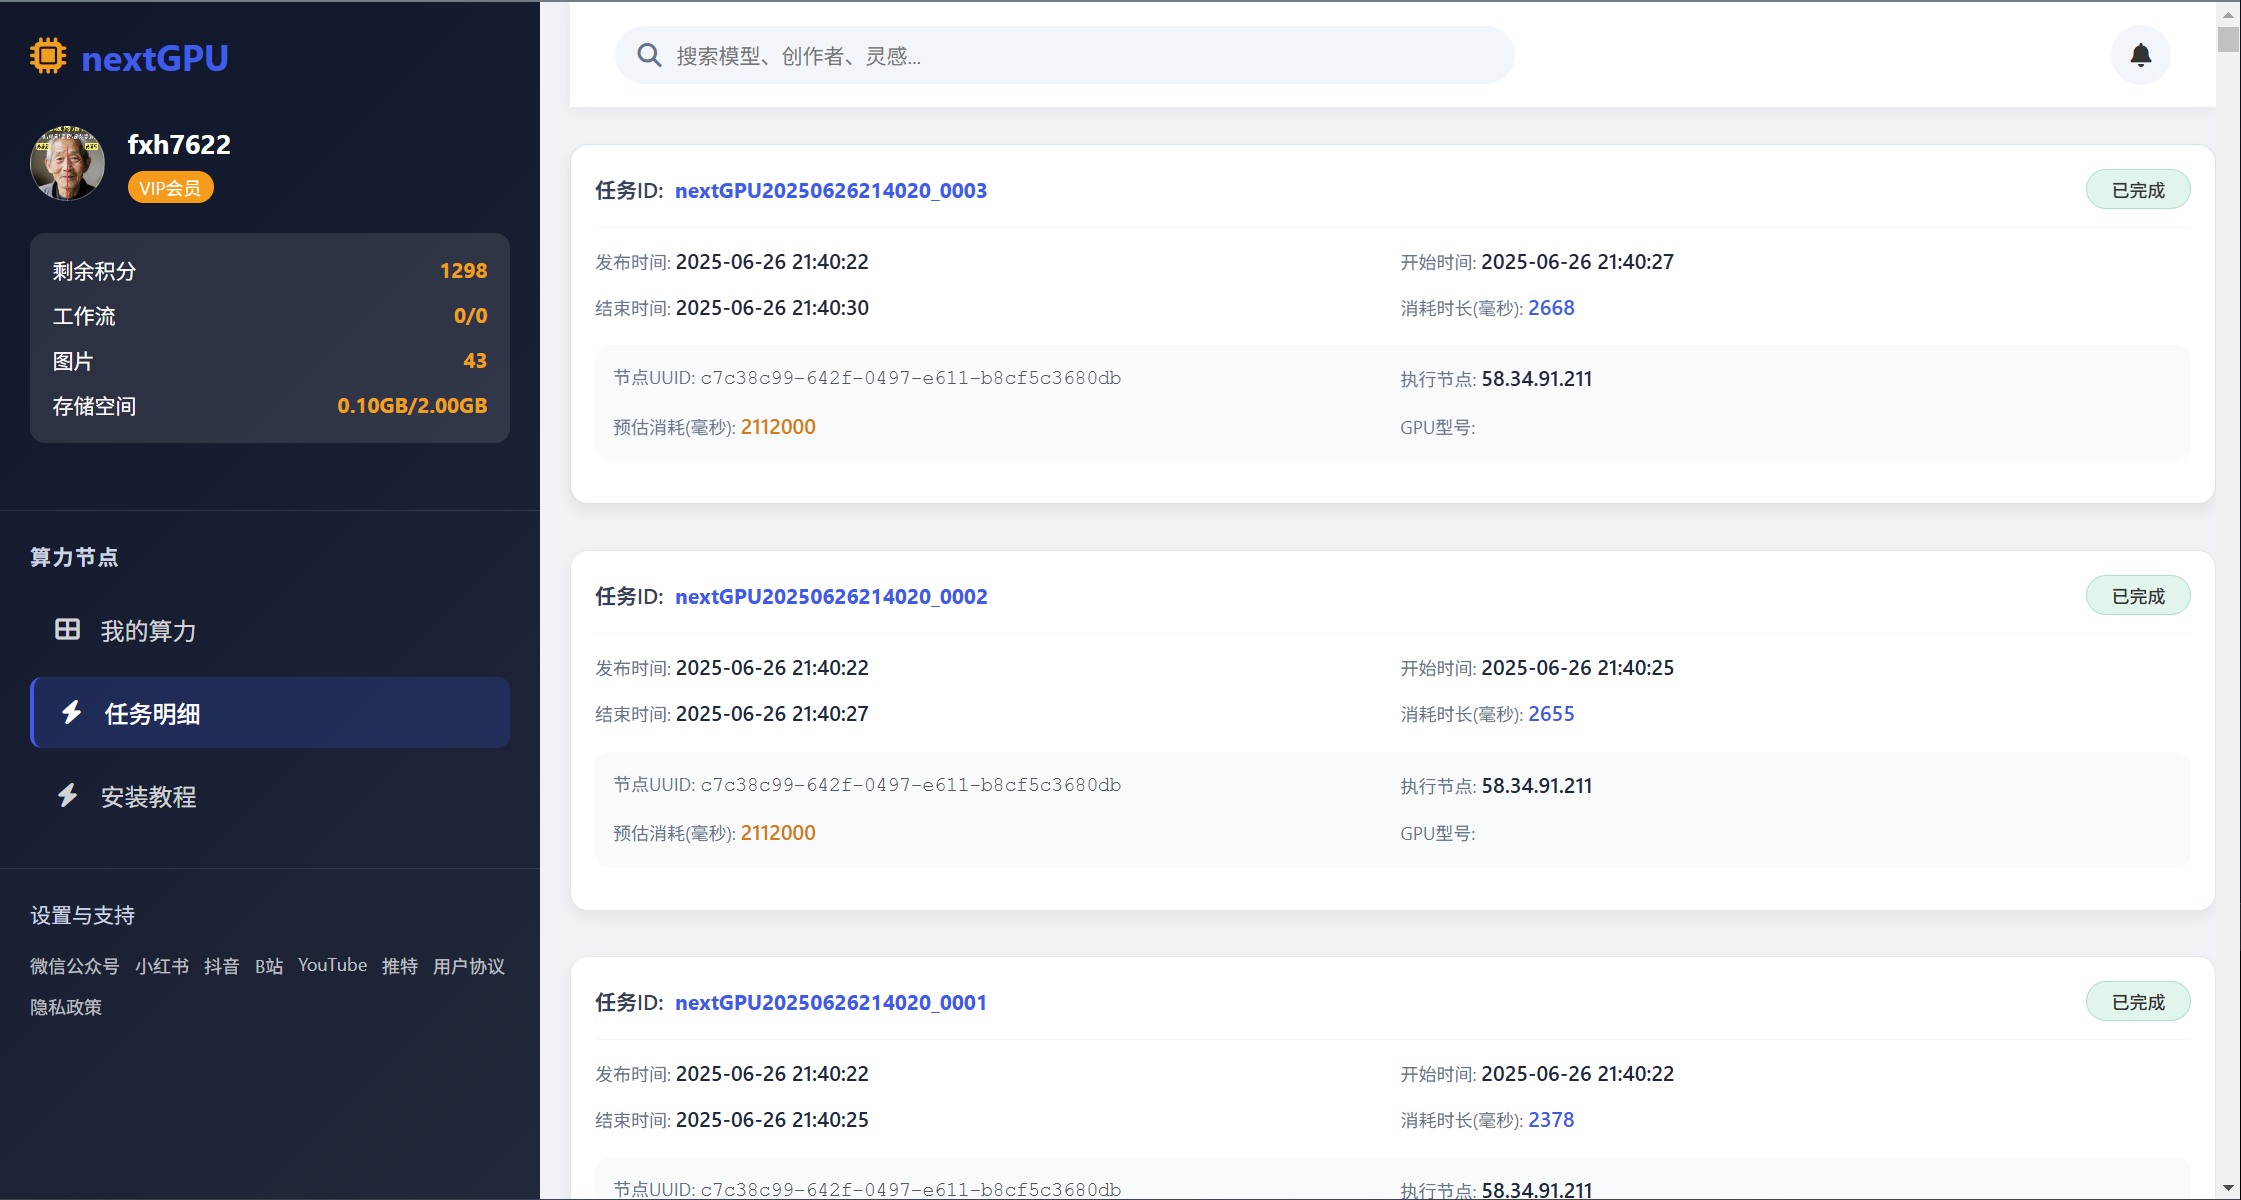 nextGPU
fxh7622
VIP会员
剩余积分 1298
工作流 0/0
图片 43
存储空间 0.10GB/2.00GB
算力节点
我的算力
任务明细
安装教程
设置与支持
微信公众号 小红书 抖音 B站 YouTube 推特 用户协议
隐私政策
搜索模型、创作者、灵感...
任务ID: nextGPU20250626214020_0003 已完成
发布时间: 2025-06-26 21:40:22 开始时间: 2025-06-26 21:40:27
结束时间: 2025-06-26 21:40:30 消耗时长(毫秒): 2668
节点UUID: c7c38c99-642f-0497-e611-b8cf5c3680db 执行节点: 58.34.91.211
预估消耗(毫秒): 2112000 GPU型号:
任务ID: nextGPU20250626214020_0002 已完成
发布时间: 2025-06-26 21:40:22 开始时间: 2025-06-26 21:40:25
结束时间: 2025-06-26 21:40:27 消耗时长(毫秒): 2655
节点UUID: c7c38c99-642f-0497-e611-b8cf5c3680db 执行节点: 58.34.91.211
预估消耗(毫秒): 2112000 GPU型号:
任务ID: nextGPU20250626214020_0001 已完成
发布时间: 2025-06-26 21:40:22 开始时间: 2025-06-26 21:40:22
结束时间: 2025-06-26 21:40:25 消耗时长(毫秒): 2378
节点UUID: c7c38c99-642f-0497-e611-b8cf5c3680db 执行节点: 58.34.91.211